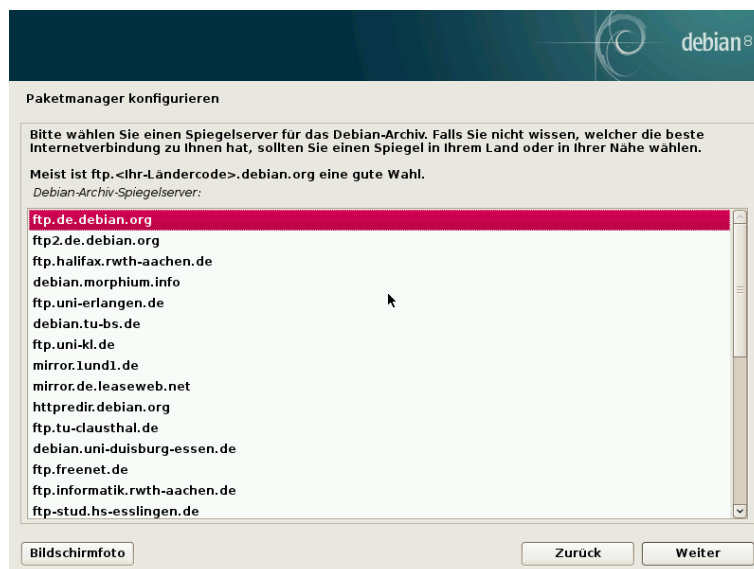 debian 8
Paketmanager konfigurieren
Bitte wählen Sie einen Spiegelserver für das Debian-Archiv. Falls Sie nicht wissen, welcher die beste
Internetverbindung zu Ihnen hat, sollten Sie einen Spiegel in Ihrem Land oder in Ihrer Nähe wählen.
Meist ist ftp.<Ihr-Ländercode>.debian.org eine gute Wahl.
Debian-Archiv-Spiegelserver:
ftp.de.debian.org
ftp2.de.debian.org
ftp.halifax.rwth-aachen.de
debian.morphium.info
ftp.uni-erlangen.de
debian.tu-bs.de
ftp.uni-kl.de
mirror.1und1.de
mirror.de.leaseweb.net
httpredir.debian.org
ftp.tu-clausthal.de
debian.uni-duisburg-essen.de
ftp.freenet.de
ftp.informatik.rwth-aachen.de
ftp-stud.hs-esslingen.de
Bildschirmfoto
Zurück
Weiter